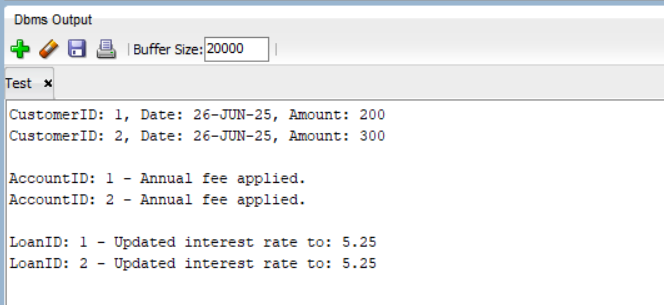 Dbms Output
Buffer Size: 20000
Test
CustomerID: 1, Date: 26-JUN-25, Amount: 200
CustomerID: 2, Date: 26-JUN-25, Amount: 300
AccountID: 1 - Annual fee applied.
AccountID: 2 - Annual fee applied.
LoanID: 1 - Updated interest rate to: 5.25
LoanID: 2 - Updated interest rate to: 5.25